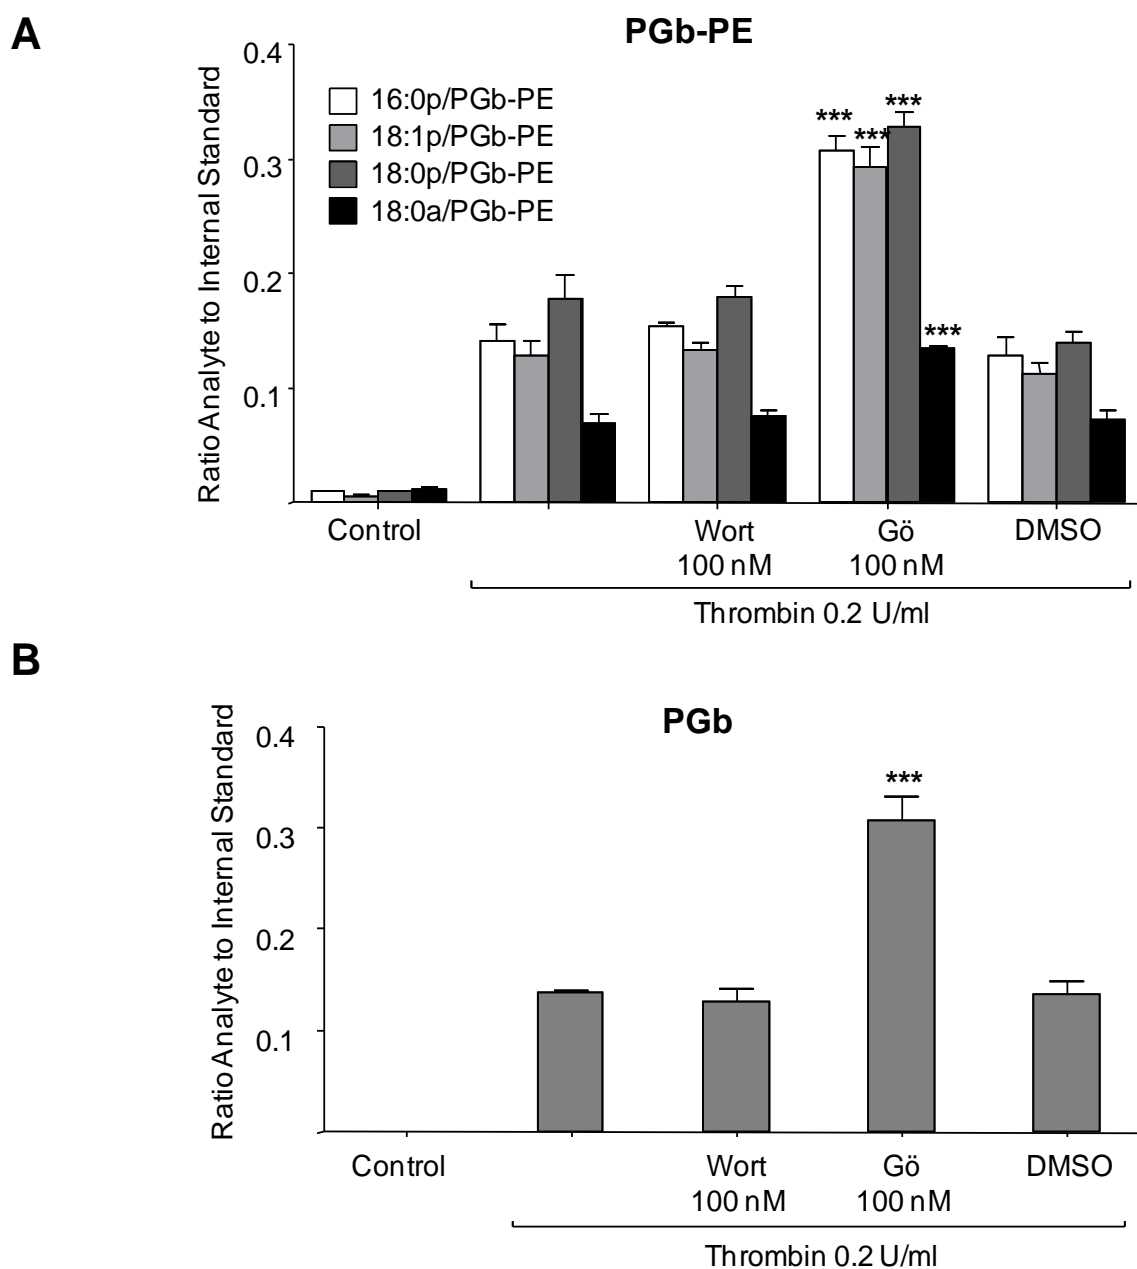 A
PGb-PE
Ratio Analyte to Internal Standard
0.4
0.3
0.2
0.1
16:0p/PGb-PE
18:1p/PGb-PE
18:0p/PGb-PE
18:0a/PGb-PE
*** *** ***
***
Control
Wort
100 nM
Gö
100 nM
DMSO
Thrombin 0.2 U/ml
B
PGb
Ratio Analyte to Internal Standard
0.4
0.3
0.2
0.1
***
Control
Wort
100 nM
Gö
100 nM
DMSO
Thrombin 0.2 U/ml